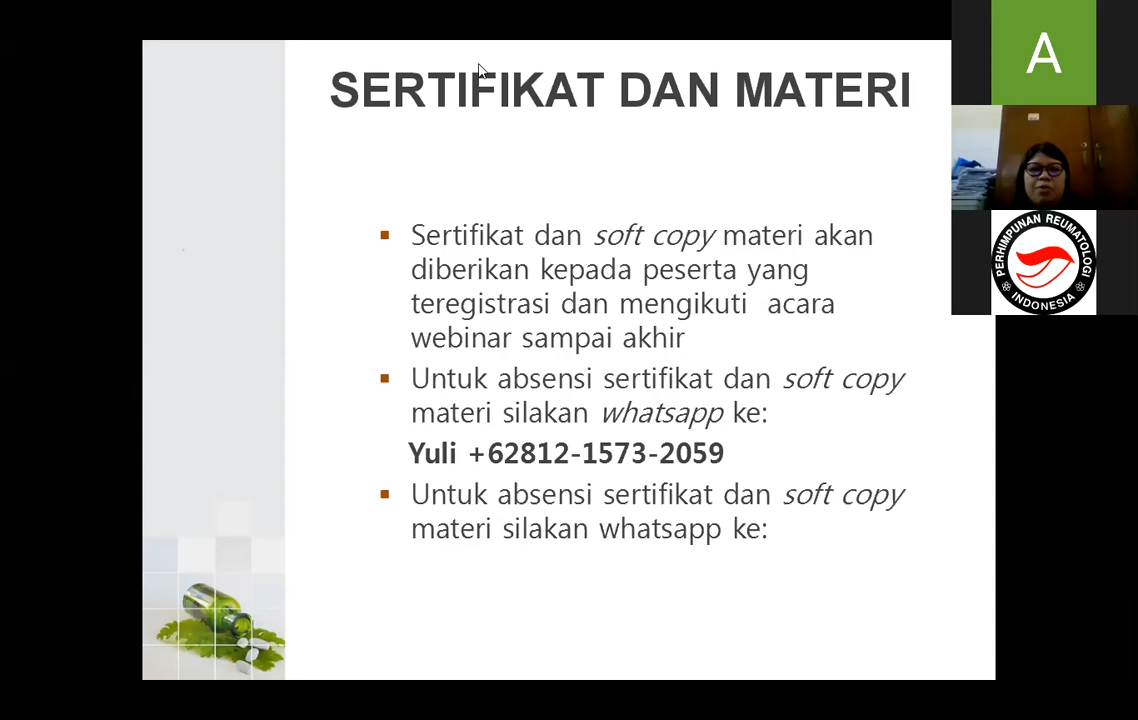 SERTIFIKAT DAN MATERI
▪ Sertifikat dan soft copy materi akan
diberikan kepada peserta yang
teregistrasi dan mengikuti acara
webinar sampai akhir
▪ Untuk absensi sertifikat dan soft copy
materi silakan whatsapp ke:
Yuli +62812-1573-2059
▪ Untuk absensi sertifikat dan soft copy
materi silakan whatsapp ke:
A
PERHIMPUNAN REUMATOLOGI
INDONESIA